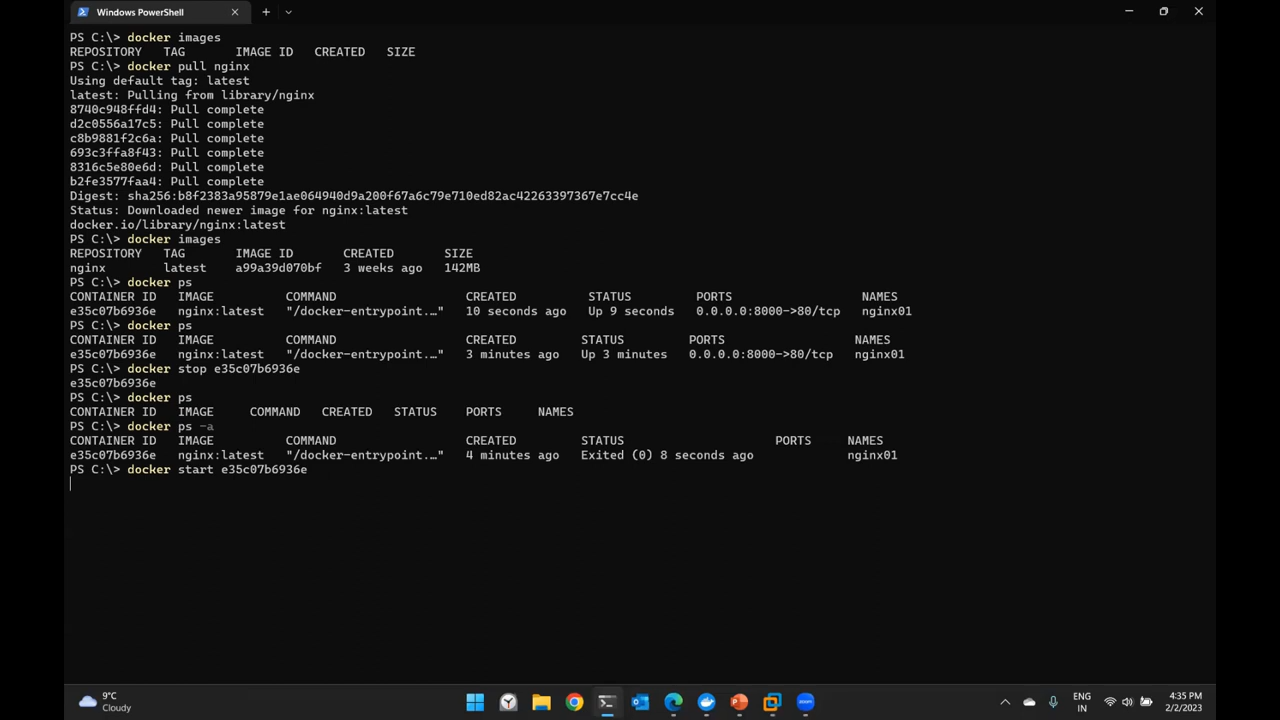 Windows PowerShell
PS C:\> docker images
REPOSITORY   TAG       IMAGE ID   CREATED   SIZE
PS C:\> docker pull nginx
Using default tag: latest
latest: Pulling from library/nginx
8740c948ffd4: Pull complete
d2c0556a17c5: Pull complete
c8b9881f2c6a: Pull complete
693c3ffa8f43: Pull complete
8316c5e80e6d: Pull complete
b2fe3577faa4: Pull complete
Digest: sha256:b8f2383a95879e1ae064940d9a200f67a6c79e710ed82ac42263397367e7cc4e
Status: Downloaded newer image for nginx:latest
docker.io/library/nginx:latest
PS C:\> docker images
REPOSITORY   TAG       IMAGE ID       CREATED       SIZE
nginx        latest    a99a39d070bf   3 weeks ago   142MB
PS C:\> docker ps
CONTAINER ID   IMAGE          COMMAND                  CREATED          STATUS         PORTS                  NAMES
e35c07b6936e   nginx:latest   "/docker-entrypoint.…"   10 seconds ago   Up 9 seconds   0.0.0.0:8000->80/tcp   nginx01
PS C:\> docker ps
CONTAINER ID   IMAGE          COMMAND                  CREATED         STATUS         PORTS                  NAMES
e35c07b6936e   nginx:latest   "/docker-entrypoint.…"   3 minutes ago   Up 3 minutes   0.0.0.0:8000->80/tcp   nginx01
PS C:\> docker stop e35c07b6936e
e35c07b6936e
PS C:\> docker ps
CONTAINER ID   IMAGE     COMMAND   CREATED   STATUS    PORTS     NAMES
PS C:\> docker ps -a
CONTAINER ID   IMAGE          COMMAND                  CREATED         STATUS                     PORTS     NAMES
e35c07b6936e   nginx:latest   "/docker-entrypoint.…"   4 minutes ago   Exited (0) 8 seconds ago             nginx01
PS C:\> docker start e35c07b6936e
9°C
Cloudy
ENG
IN
4:35 PM
2/2/2023